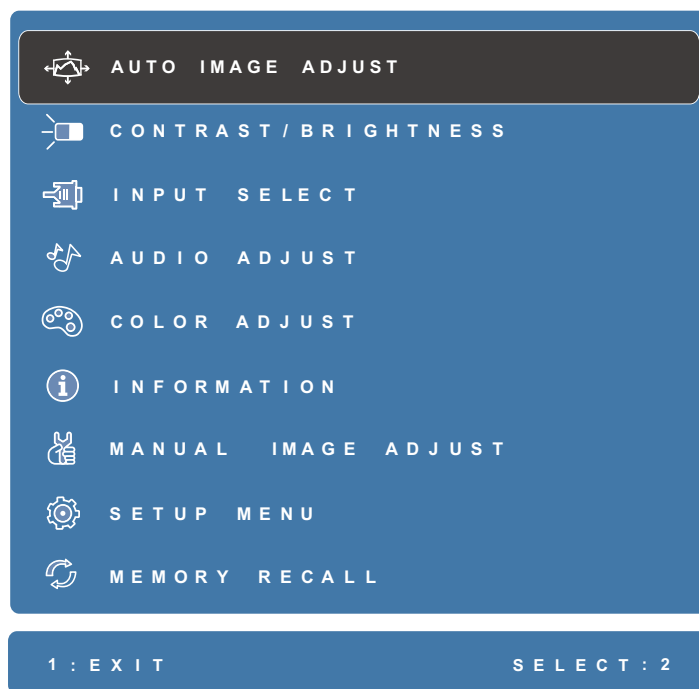 AUTO IMAGE ADJUST
CONTRAST/BRIGHTNESS
INPUT SELECT
AUDIO ADJUST
COLOR ADJUST
INFORMATION
MANUAL IMAGE ADJUST
SETUP MENU
MEMORY RECALL
1:EXIT SELECT:2